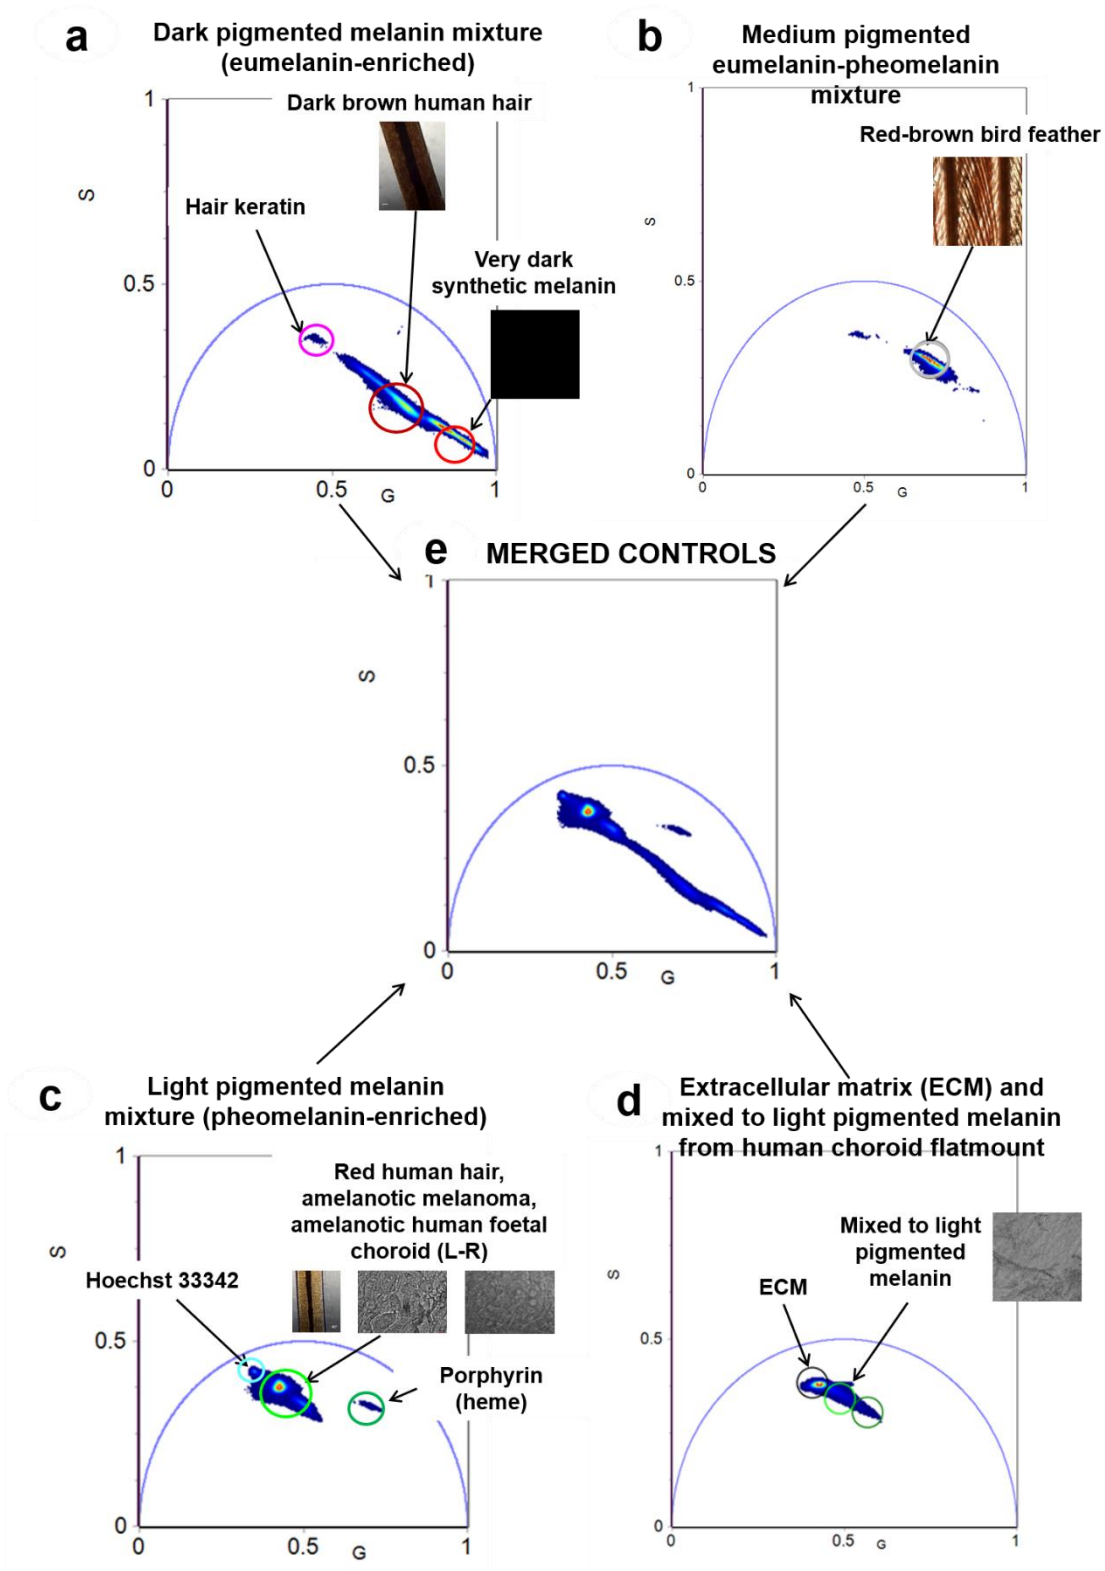 a
Dark pigmented melanin mixture
(eumelanin-enriched)
Dark brown human hair
Hair keratin
Very dark
synthetic melanin
1
S
0.5
0
0
0.5
G
1
b
Medium pigmented
eumelanin-pheomelanin
mixture
Red-brown bird feather
1
S
0.5
0
0
0.5
G
1
e
MERGED CONTROLS
1
S
0.5
0
0
0.5
G
1
c
Light pigmented melanin
mixture (pheomelanin-enriched)
1
S
Red human hair,
amelanotic melanoma,
amelanotic human foetal
choroid (L-R)
Hoechst 33342
0.5
Porphyrin
(heme)
0
0
0.5
G
1
d
Extracellular matrix (ECM) and
mixed to light pigmented melanin
from human choroid flatmount
1
S
Mixed to light
pigmented
melanin
ECM
0.5
0
0
0.5
G
1